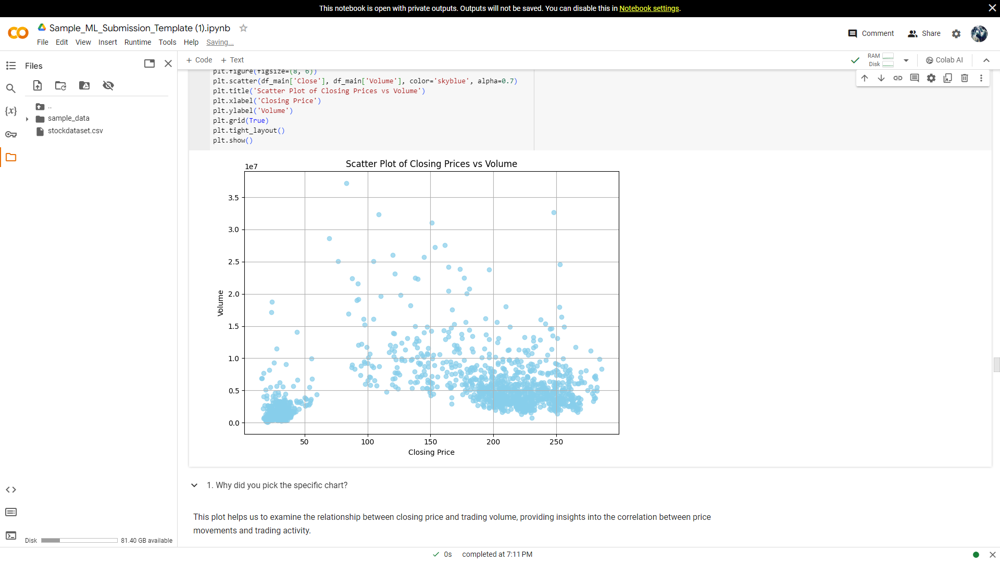 This notebook is open with private outputs. Outputs will not be saved. You can disable this in Notebook settings.
Sample_ML_Submission_Template (1).ipynb
File Edit View Insert Runtime Tools Help Saving...
Comment Share
+ Code + Text
RAM
Disk
Colab AI
Files
..
sample_data
stockdataset.csv
{x}
plt.figure(figsize=(8, 6))
plt.scatter(df_main['Close'], df_main['Volume'], color='skyblue', alpha=0.7)
plt.title('Scatter Plot of Closing Prices vs Volume')
plt.xlabel('Closing Price')
plt.ylabel('Volume')
plt.grid(True)
plt.tight_layout()
plt.show()
Scatter Plot of Closing Prices vs Volume
1e7
3.5
3.0
2.5
2.0
1.5
1.0
0.5
0.0
Volume
50 100 150 200 250
Closing Price
1. Why did you pick the specific chart?
This plot helps us to examine the relationship between closing price and trading volume, providing insights into the correlation between price
movements and trading activity.
Disk 81.40 GB available
0s completed at 7:11 PM